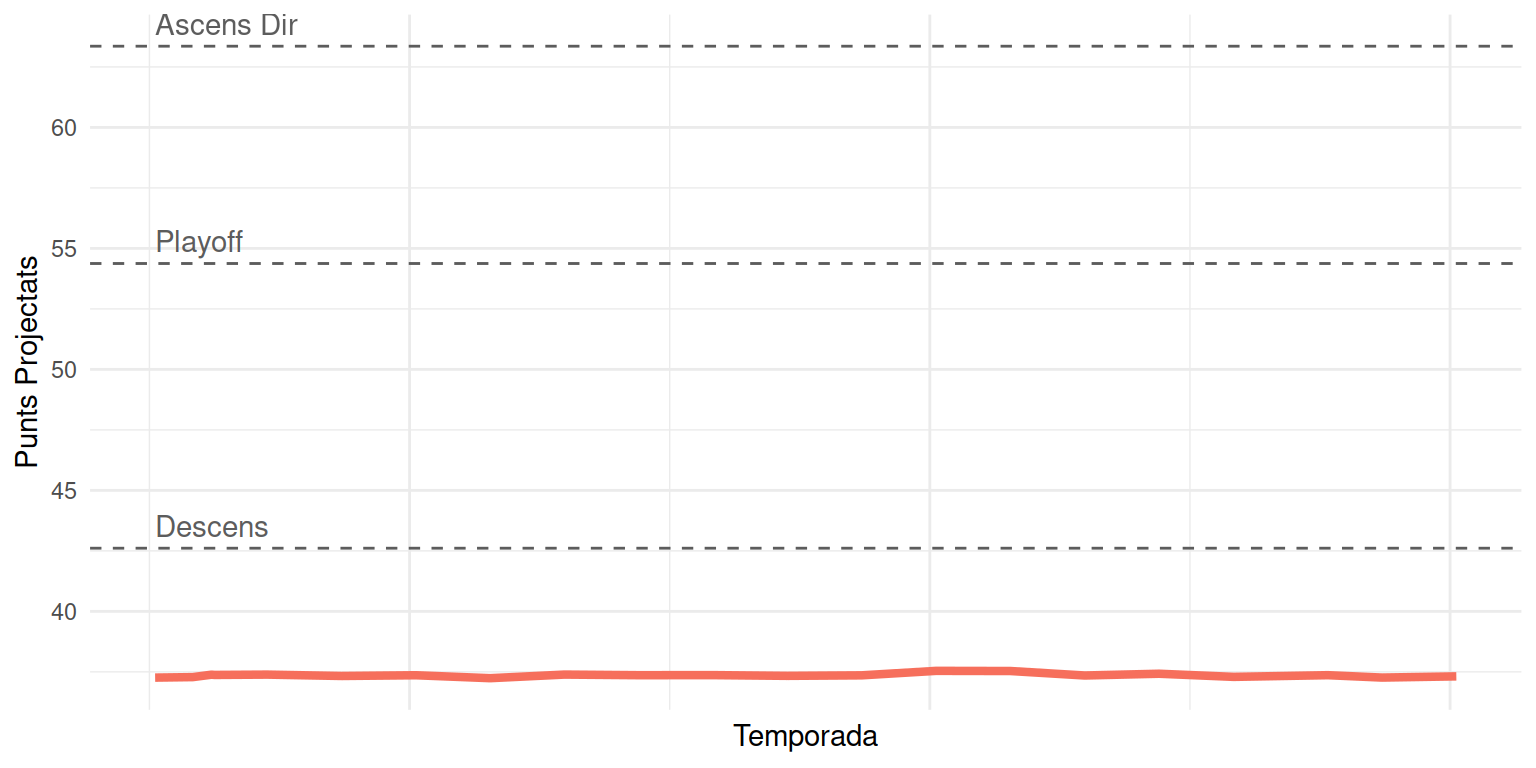 Ascens Dir
60
Playoff
55
50
45
Descens
40
Punts Projectats
Temporada